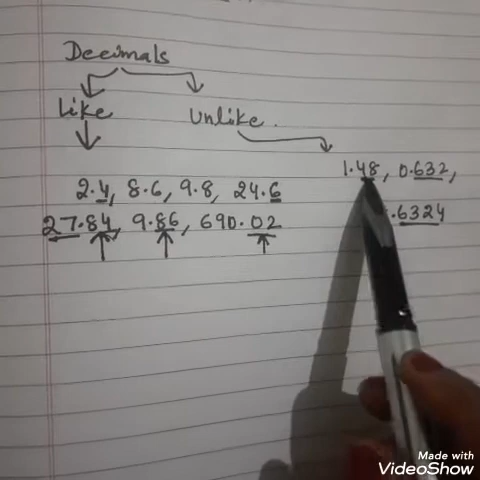 Decimals
Like
Unlike.
1.48, 0.632,
.6324
2.4, 8.6, 9.8, 24.6
27.84, 9.86, 690.02
Made with
VideoShow